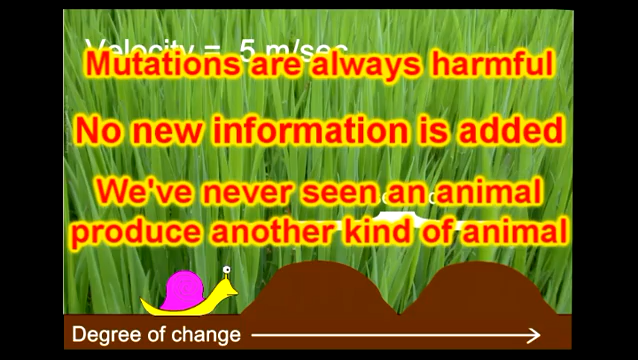 Velocity = .5 m/sec
Mutations are always harmful
No new information is added
We've never seen an animal
produce another kind of animal
Degree of change